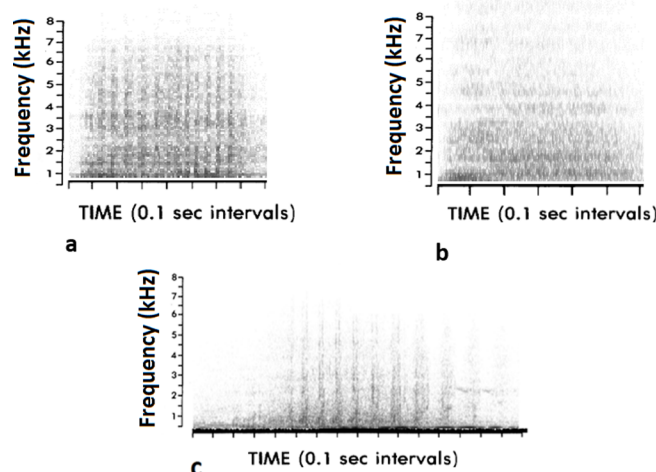 Frequency (kHz)
8
7
6
5
4
3
2
1
TIME (0.1 sec intervals)
a
Frequency (kHz)
8
7
6
5
4
3
2
1
TIME (0.1 sec intervals)
b
Frequency (kHz)
8
7
6
5
4
3
2
1
TIME (0.1 sec intervals)
c